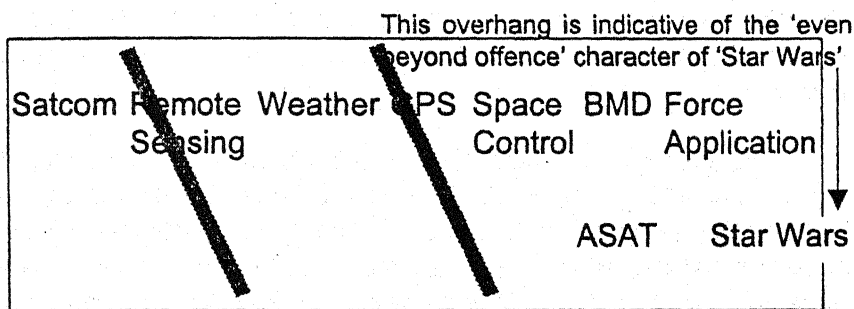 This overhang is indicative of the ‘even
beyond offence’ character of ‘Star Wars’
Satcom Remote Weather GPS Space BMD Force
Sensing Control Application
ASAT Star Wars